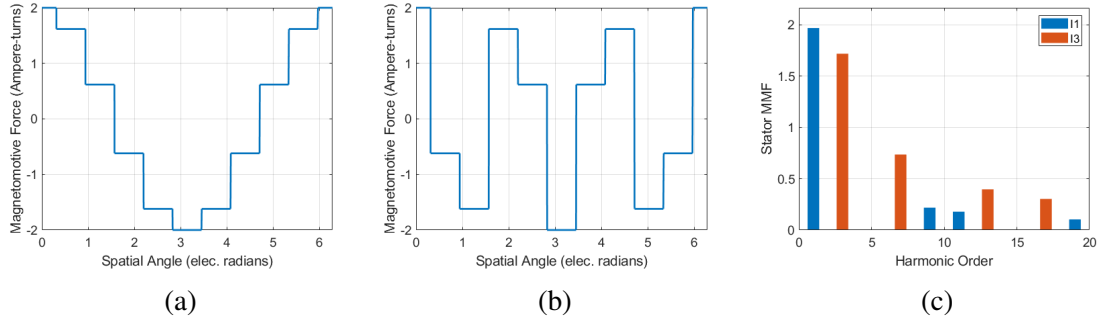 Magnetomotive Force (Ampere-turns)
2
1
0
-1
-2
0 1 2 3 4 5 6
Spatial Angle (elec. radians)
(a)
Magnetomotive Force (Ampere-turns)
2
1
0
-1
-2
0 1 2 3 4 5 6
Spatial Angle (elec. radians)
(b)
Stator MMF
2
1.5
1
0.5
0
0 5 10 15 20
Harmonic Order
I1
I3
(c)